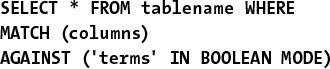 SELECT * FROM tablename WHERE
MATCH (columns)
AGAINST ('terms' IN BOOLEAN MODE)